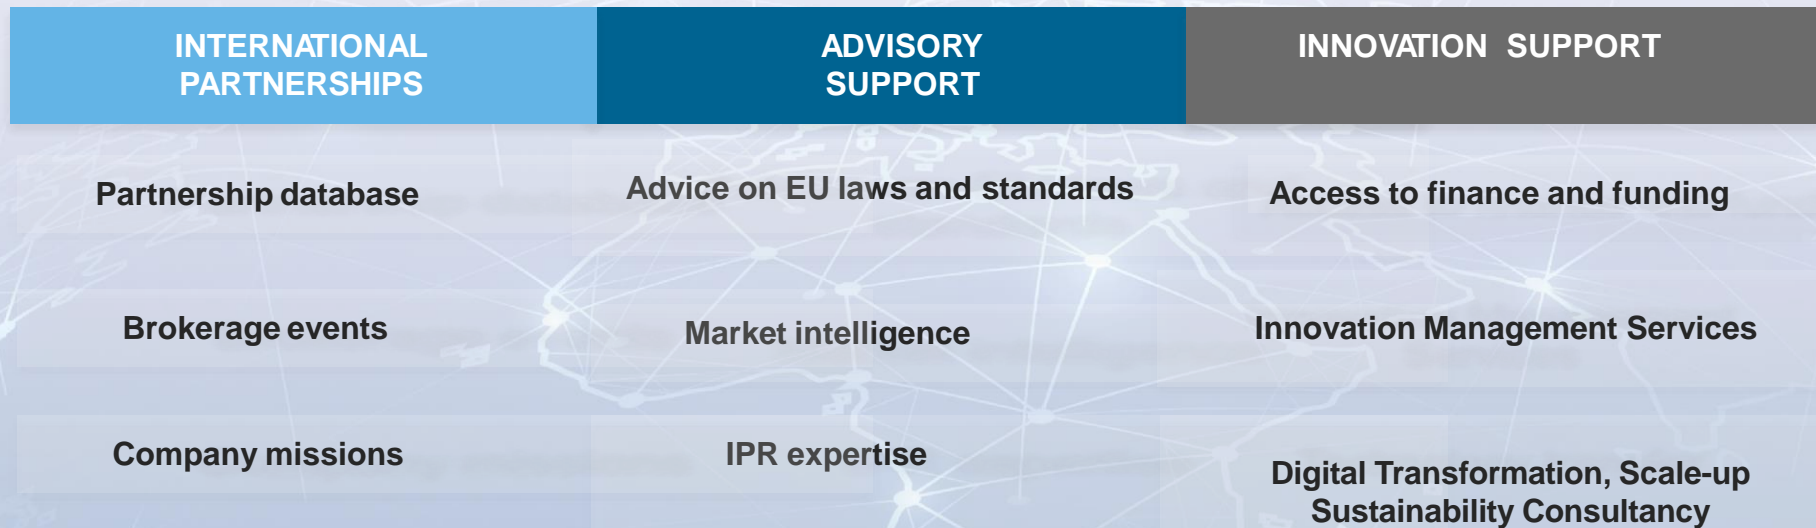 INTERNATIONAL
PARTNERSHIPS
ADVISORY
SUPPORT
INNOVATION SUPPORT
Partnership database
Advice on EU laws and standards
Access to finance and funding
Brokerage events
Market intelligence
Innovation Management Services
Company missions
IPR expertise
Digital Transformation, Scale-up
Sustainability Consultancy